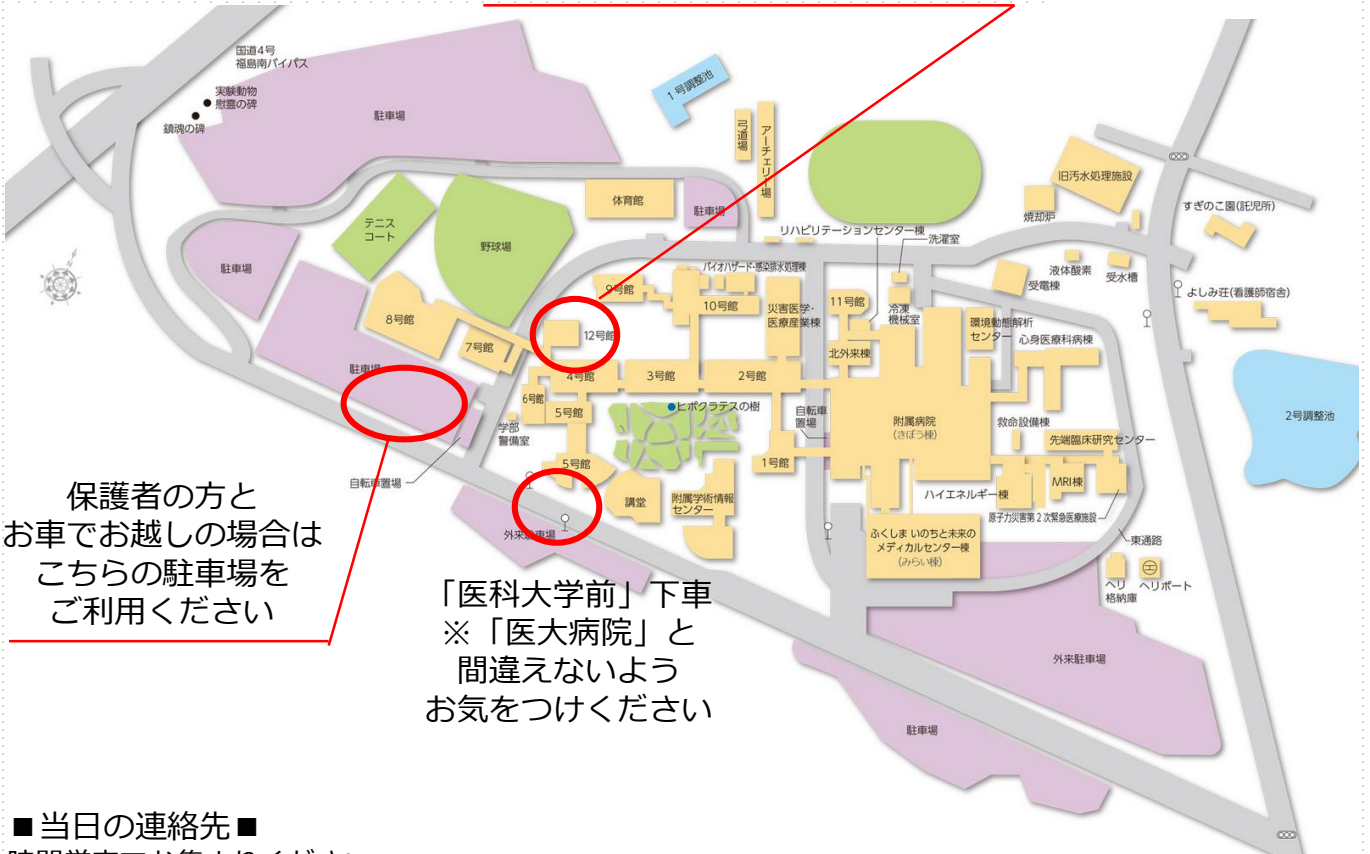 国道4号
福島南バイパス
実験動物
慰霊の碑
鎮魂の碑
駐車場
1号調整池
弓道場
アーチェリー場
体育館
駐車場
旧汚水処理施設
焼却炉
すぎのこ園(託児所)
テニス
コート
野球場
駐車場
リハビリテーションセンター棟
洗濯室
液体酸素
受水槽
受電棟
よしみ荘(看護師宿舎)
バイオハザード・感染排水処理棟
9号館
10号館
災害医学・
医療産業棟
11号館
冷凍
機械室
環境動態解析
センター
心身医療科病棟
8号館
7号館
12号館
北外来棟
駐車場
4号館
3号館
2号館
6号館
5号館
ヒポクラテスの樹
自転車
置場
附属病院
(きぼう棟)
救命設備棟
先端臨床研究センター
2号調整池
学部
警備室
5号館
1号館
自転車置場
講堂
附属学術情報
センター
ハイエネルギー棟
MRI棟
原子力災害第2次緊急医療施設
外来駐車場
ふくしま いのちと未来の
メディカルセンター棟
(みらい棟)
東通路
ヘリ
格納庫
ヘリポート
外来駐車場
駐車場
保護者の方と
お車でお越しの場合は
こちらの駐車場を
ご利用ください
「医科大学前」下車
※「医大病院」と
間違えないよう
お気をつけください
■当日の連絡先■